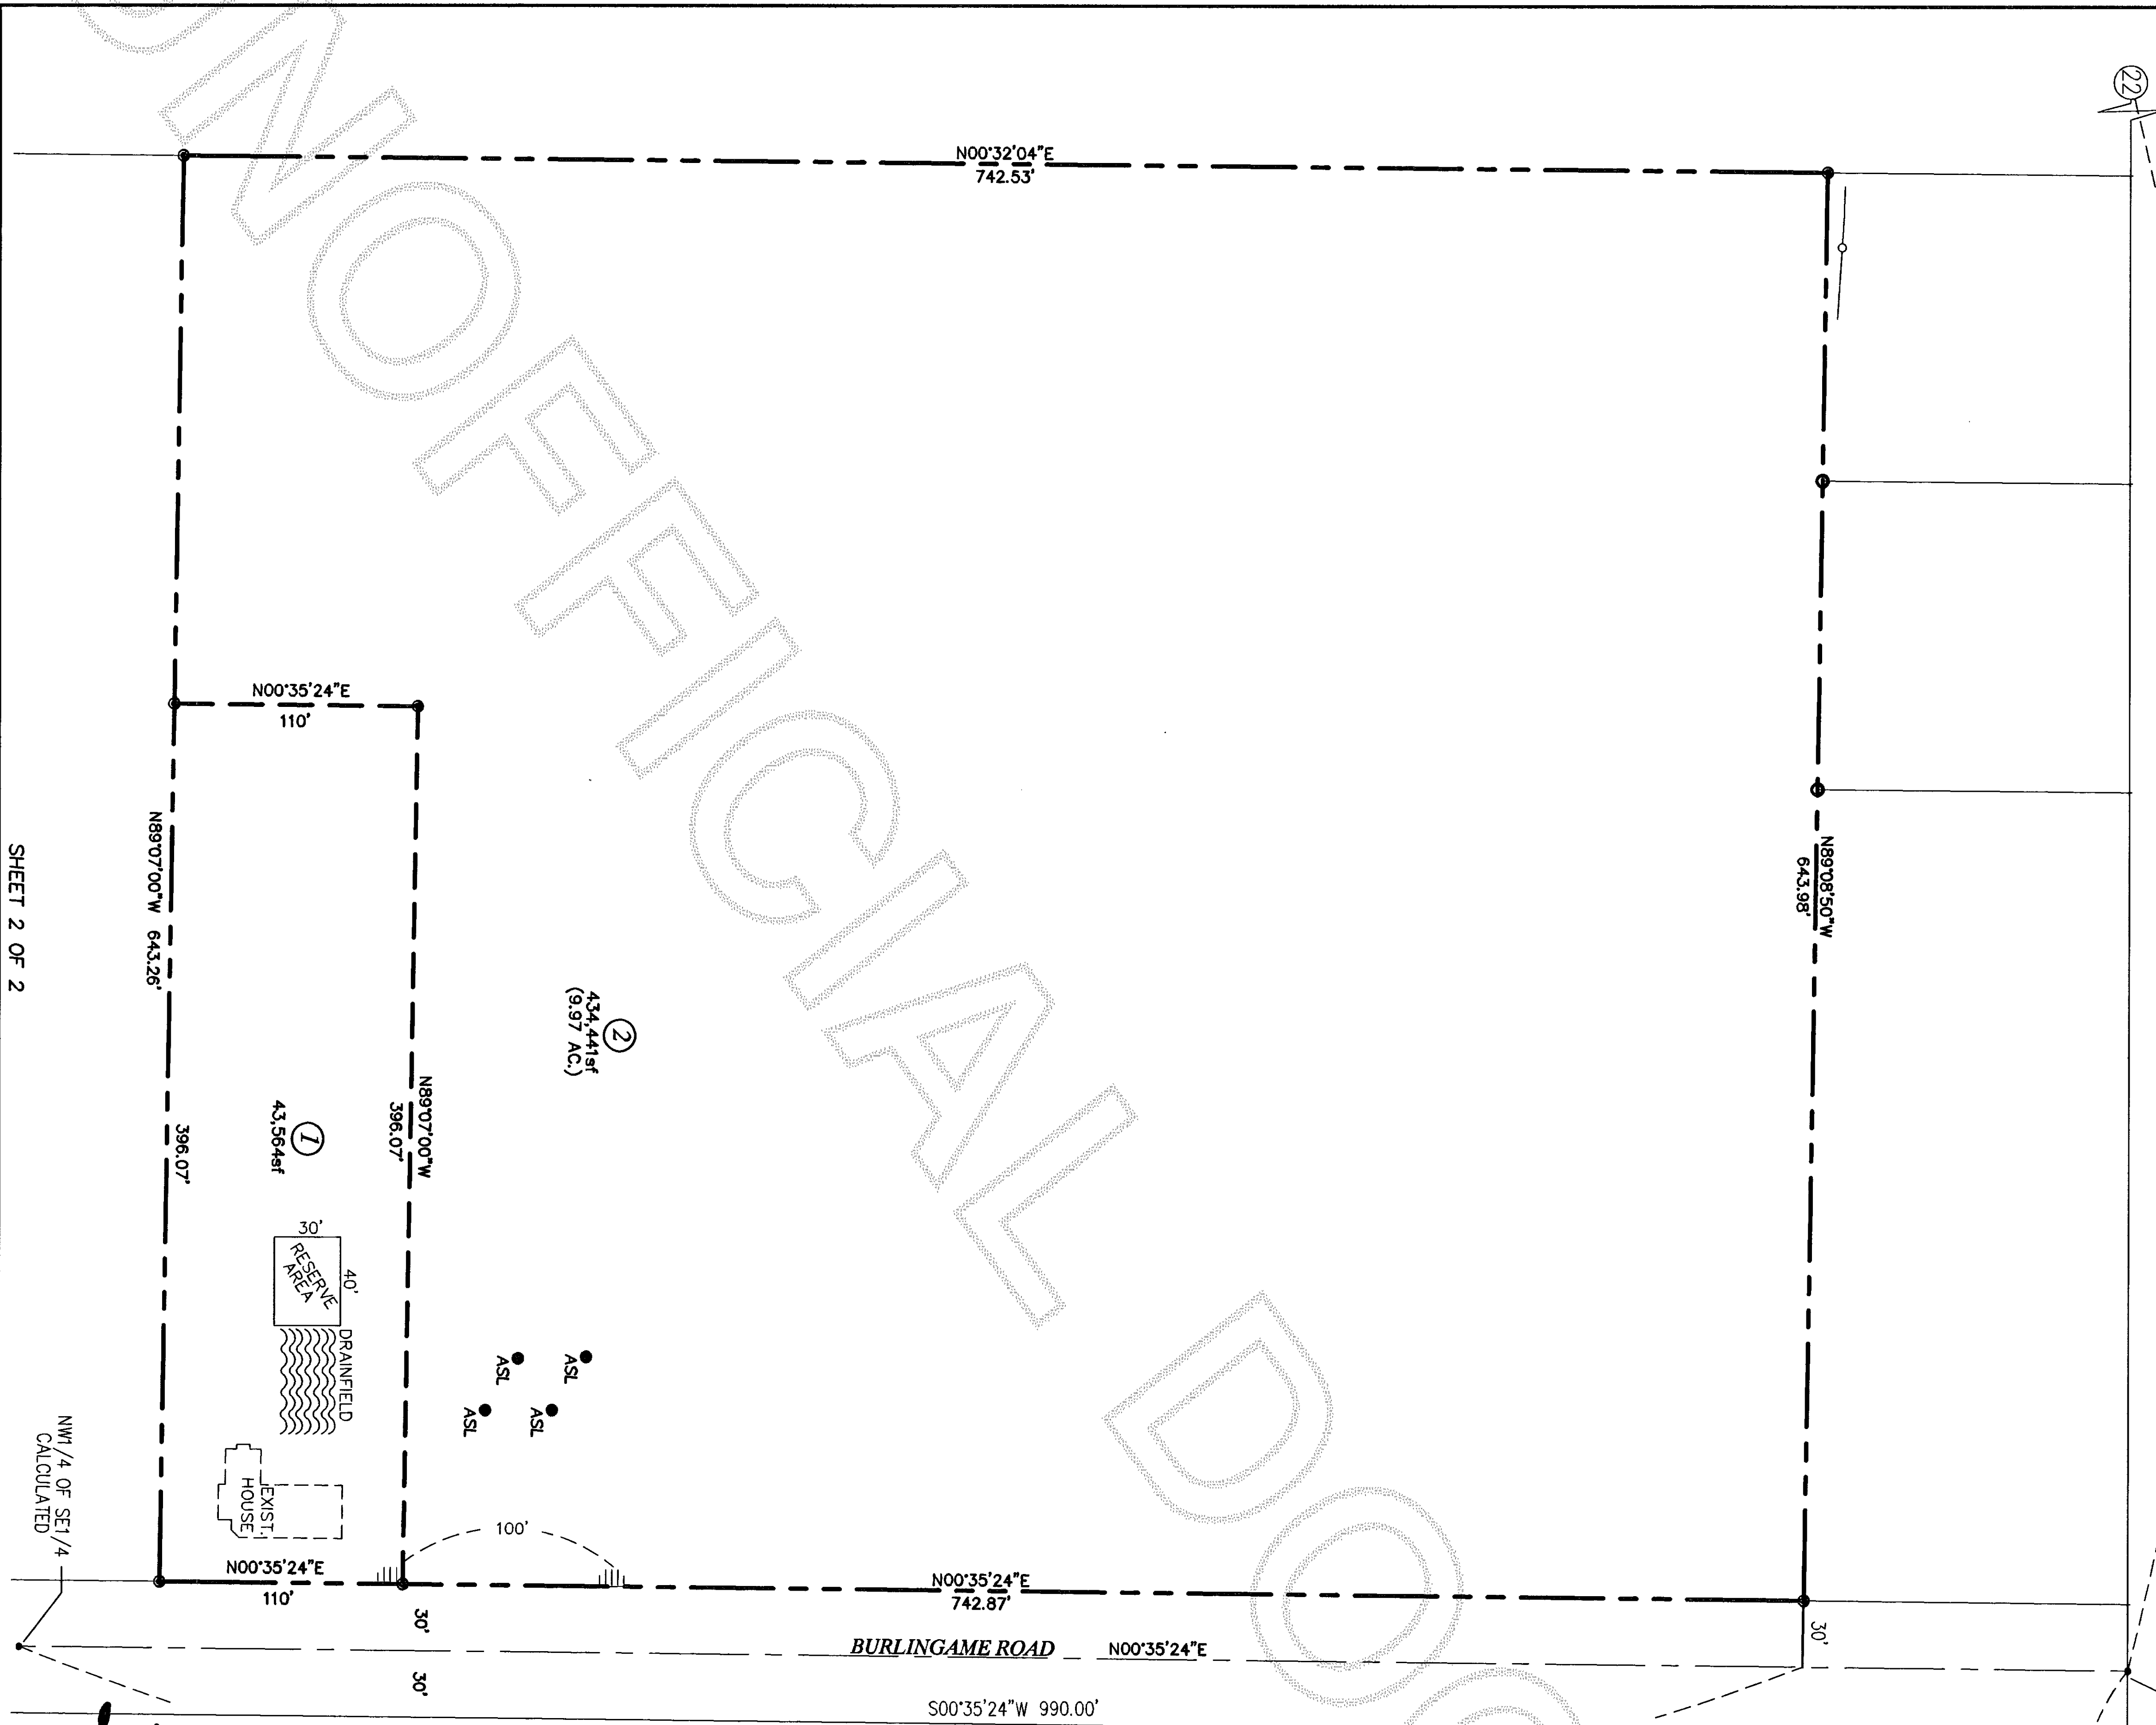 22
N00°32'04"E
742.53'
N89°08'50"W
643.98'
N00°35'24"E
110'
N89°07'00"W 643.26'
396.07'
N89°07'00"W
396.07'
2
434,441sf
(9.97 AC.)
1
43,564sf
30'
40'
RESERVE
AREA
DRAINFIELD
ASL
ASL
ASL
ASL
EXIST.
HOUSE
100'
NW1/4 OF SE1/4
CALCULATED
N00°35'24"E
110'
N00°35'24"E
742.87'
30'
30'
30'
BURLINGAME ROAD N00°35'24"E
S00°35'24"W 990.00'
SHEET 2 OF 2
UNOFFICIAL DOC